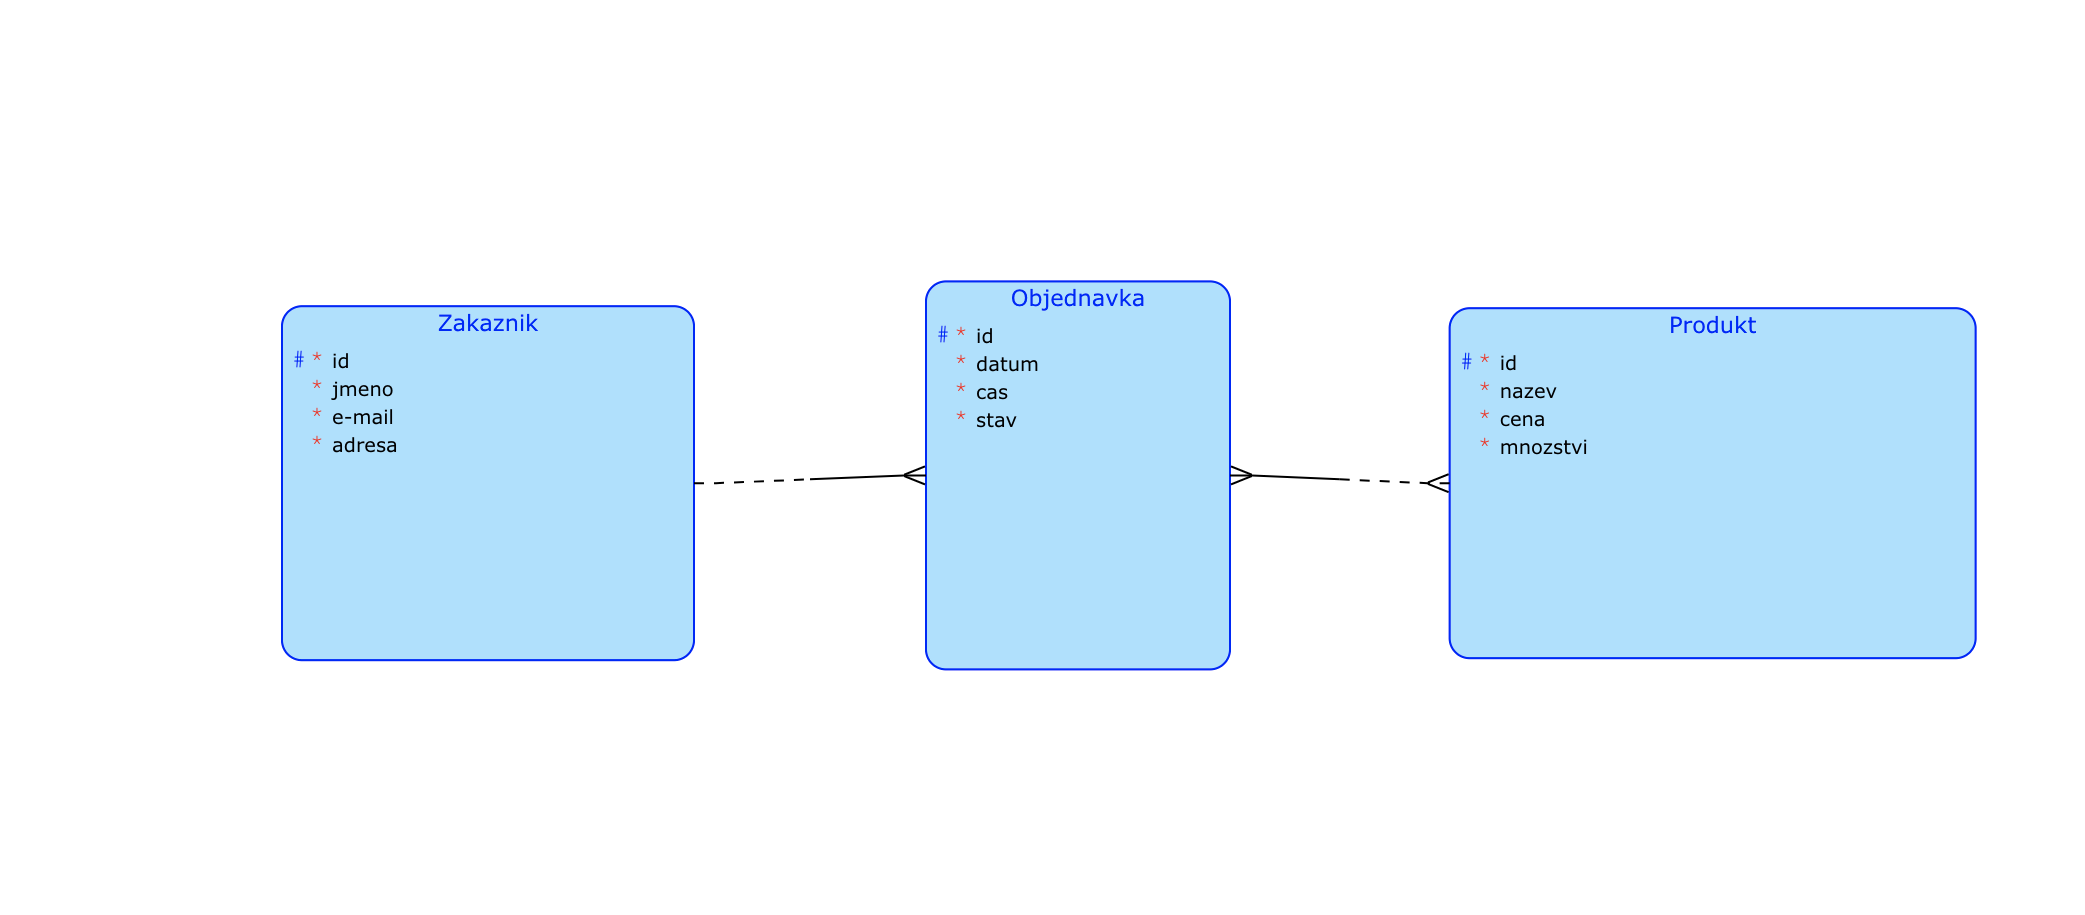 Zakaznik
# * id
* jmeno
* e-mail
* adresa
Objednavka
# * id
* datum
* cas
* stav
Produkt
# * id
* nazev
* cena
* mnozstvi